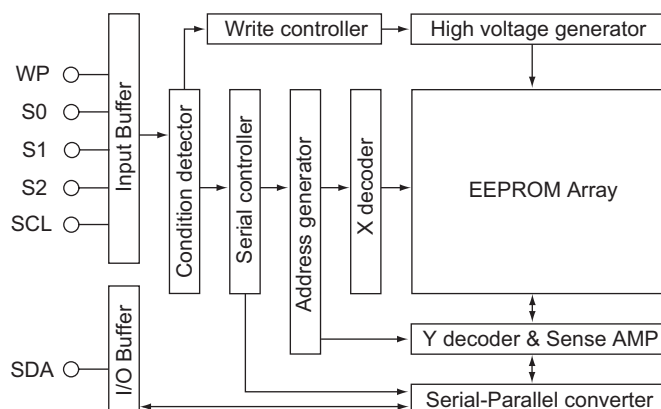 Write controller
High voltage generator
WP
S0
S1
S2
SCL
Input Buffer
Condition detector
Serial controller
Address generator
X decoder
EEPROM Array
Y decoder & Sense AMP
SDA
I/O Buffer
Serial-Parallel converter